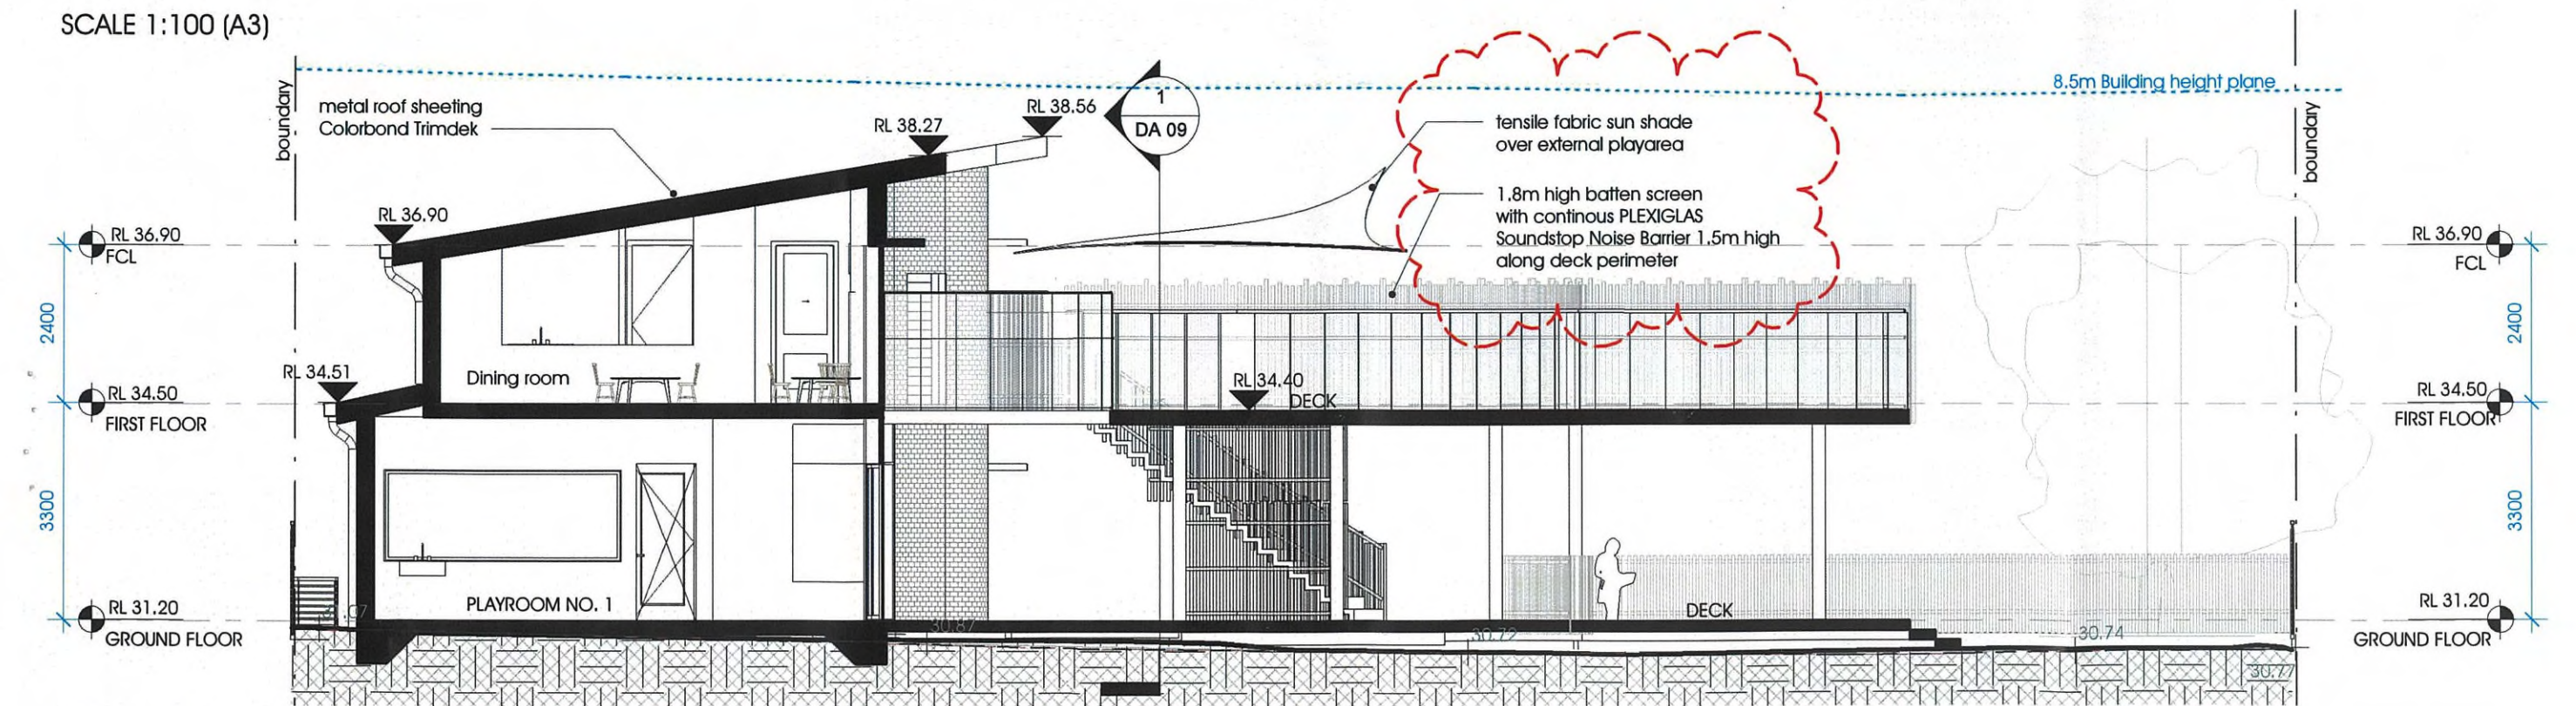 SCALE 1:100 (A3)
boundary
8.5m Building height plane
boundary
metal roof sheeting
Colorbond Trimdek
RL 38.27
RL 38.56
1
DA 09
tensile fabric sun shade
over external playarea
1.8m high batten screen
with continous PLEXIGLAS
Soundstop Noise Barrier 1.5m high
along deck perimeter
RL 36.90
RL 36.90
FCL
RL 36.90
FCL
2400
2400
RL 34.51
Dining room
RL 34.40
DECK
RL 34.50
FIRST FLOOR
RL 34.50
FIRST FLOOR
3300
3300
PLAYROOM NO. 1
DECK
RL 31.20
GROUND FLOOR
RL 31.20
GROUND FLOOR
31.07
30.87
30.72
30.74
30.77